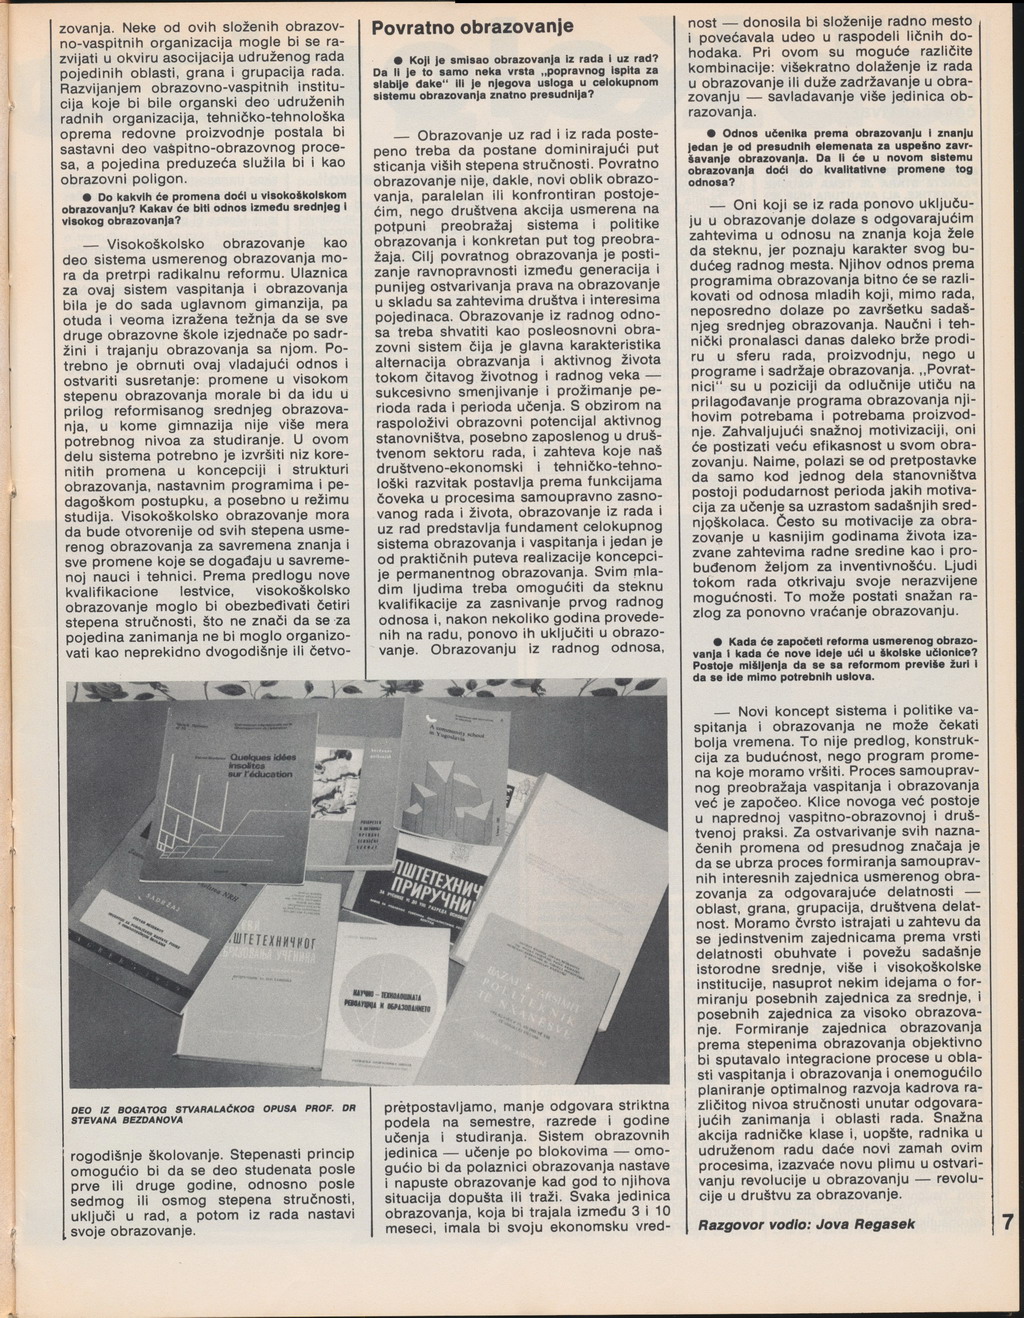 zovanja. Neke od ovih složenih obrazov-
no-vaspitnih organizacija mogle bi se ra-
zvijati u okviru asocijacija udruženog rada
pojedinih oblasti, grana i grupacija rada.
Razvijanjem obrazovno-vaspitnih institu-
cija koje bi bile organski deo udruženih
radnih organizacija, tehničko-tehnološka
oprema redovne proizvodnje postala bi
sastavni deo vašpitno-obrazovnog proce-
sa, a pojedina preduzeća služila bi i kao
obrazovni poligon.
● Do kakvih će promena doći u visokoškolskom
obrazovanju? Kakav će biti odnos između srednjeg i
visokog obrazovanja?
— Visokoškolsko obrazovanje kao
deo sistema usmerenog obrazovanja mo-
ra da pretrpi radikalnu reformu. Ulaznica
za ovaj sistem vaspitanja i obrazovanja
bila je do sada uglavnom gimanzija, pa
otuda i veoma izražena težnja da se sve
druge obrazovne škole izjednače po sadr-
žini i trajanju obrazovanja sa njom. Po-
trebno je obrnuti ovaj vladajući odnos i
ostvariti susretanje: promene u visokom
stepenu obrazovanja morale bi da idu u
prilog reformisanog srednjeg obrazova-
nja, u kome gimnazija nije više mera
potrebnog nivoa za studiranje. U ovom
delu sistema potrebno je izvršiti niz kore-
nitih promena u koncepciji i strukturi
obrazovanja, nastavnim programima i pe-
dagoškom postupku, a posebno u režimu
studija. Visokoškolsko obrazovanje mora
da bude otvorenije od svih stepena usme-
renog obrazovanja za savremena znanja i
sve promene koje se događaju u savreme-
noj nauci i tehnici. Prema predlogu nove
kvalifikacione lestvice, visokoškolsko
obrazovanje moglo bi obezbeđivati četiri
stepena stručnosti, što ne znači da se za
pojedina zanimanja ne bi moglo organizo-
vati kao neprekidno dvogodišnje ili četvo-
Quelques idées
insolites
sur l'éducation
A community school
in Yugoslavia
SADRŽAJ
ПШТЕТЕХНИЧ
ПРИРУЧНИ
ШТЕТЕХНИЧКОГ
НАУЧНО - ТЕХНОЛОШКАТА
РЕВОЛУЦИЈА И ОБРАЗОВАНИЕТО
DEO IZ BOGATOG STVARALAČKOG OPUSA PROF. DR
STEVANA BEZDANOVA
rogodišnje školovanje. Stepenasti princip
omogućio bi da se deo studenata posle
prve ili druge godine, odnosno posle
sedmog ili osmog stepena stručnosti,
uključi u rad, a potom iz rada nastavi
svoje obrazovanje.
Povratno obrazovanje
● Koji je smisao obrazovanja iz rada i uz rad?
Da li je to samo neka vrsta „popravnog ispita za
slabije đake“ ili je njegova usloga u celokupnom
sistemu obrazovanja znatno presudnija?
— Obrazovanje uz rad i iz rada poste-
peno treba da postane dominirajući put
sticanja viših stepena stručnosti. Povratno
obrazovanje nije, dakle, novi oblik obrazo-
vanja, paralelan ili konfrontiran postoje-
ćim, nego društvena akcija usmerena na
potpuni preobražaj sistema i politike
obrazovanja i konkretan put tog preobra-
žaja. Cilj povratnog obrazovanja je posti-
zanje ravnopravnosti između generacija i
punijeg ostvarivanja prava na obrazovanje
u skladu sa zahtevima društva i interesima
pojedinaca. Obrazovanje iz radnog odno-
sa treba shvatiti kao posleosnovni obra-
zovni sistem čija je glavna karakteristika
alternacija obrazvanja i aktivnog života
tokom čitavog životnog i radnog veka —
sukcesivno smenjivanje i prožimanje pe-
rioda rada i perioda učenja. S obzirom na
raspoloživi obrazovni potencijal aktivnog
stanovništva, posebno zaposlenog u druš-
tvenom sektoru rada, i zahteva koje naš
društveno-ekonomski i tehničko-tehno-
loški razvitak postavlja prema funkcijama
čoveka u procesima samoupravno zasno-
vanog rada i života, obrazovanje iz rada i
uz rad predstavlja fundament celokupnog
sistema obrazovanja i vaspitanja i jedan je
od praktičnih puteva realizacije koncepci-
je permanentnog obrazovanja. Svim mla-
dim ljudima treba omogućiti da steknu
kvalifikacije za zasnivanje prvog radnog
odnosa i, nakon nekoliko godina provede-
nih na radu, ponovo ih uključiti u obrazo-
vanje. Obrazovanju iz radnog odnosa,
pretpostavljamo, manje odgovara striktna
podela na semestre, razrede i godine
učenja i studiranja. Sistem obrazovnih
jedinica — učenje po blokovima — omo-
gućio bi da polaznici obrazovanja nastave
i napuste obrazovanje kad god to njihova
situacija dopušta ili traži. Svaka jedinica
obrazovanja, koja bi trajala između 3 i 10
meseci, imala bi svoju ekonomsku vred-
nost — donosila bi složenije radno mesto
i povećavala udeo u raspodeli ličnih do-
hodaka. Pri ovom su moguće različite
kombinacije: višekratno dolaženje iz rada
u obrazovanje ili duže zadržavanje u obra-
zovanju — savladavanje više jedinica ob-
razovanja.
● Odnos učenika prema obrazovanju i znanju
jedan je od presudnih elemenata za uspešno zavr-
šavanje obrazovanja. Da li će u novom sistemu
obrazovanja doći do kvalitativne promene tog
odnosa?
— Oni koji se iz rada ponovo uključu-
ju u obrazovanje dolaze s odgovarajućim
zahtevima u odnosu na znanja koja žele
da steknu, jer poznaju karakter svog bu-
dućeg radnog mesta. Njihov odnos prema
programima obrazovanja bitno će se razli-
kovati od odnosa mladih koji, mimo rada,
neposredno dolaze po završetku sadaš-
njeg srednjeg obrazovanja. Naučni i teh-
nički pronalasci danas daleko brže prodi-
ru u sferu rada, proizvodnju, nego u
programe i sadržaje obrazovanja. „Povrat-
nici“ su u poziciji da odlučnije utiču na
prilagođavanje programa obrazovanja nji-
hovim potrebama i potrebama proizvod-
nje. Zahvaljujući snažnoj motivizaciji, oni
će postizati veću efikasnost u svom obra-
zovanju. Naime, polazi se od pretpostavke
da samo kod jednog dela stanovništva
postoji podudarnost perioda jakih motiva-
cija za učenje sa uzrastom sadašnjih sred-
njoškolaca. Često su motivacije za obra-
zovanje u kasnijim godinama života iza-
zvane zahtevima radne sredine kao i pro-
buđenom željom za inventivnošću. Ljudi
tokom rada otkrivaju svoje nerazvijene
mogućnosti. To može postati snažan ra-
zlog za ponovno vraćanje obrazovanju.
● Kada će započeti reforma usmerenog obrazo-
vanja i kada će nove ideje ući u školske učionice?
Postoje mišljenja da se sa reformom previše žuri i
da se ide mimo potrebnih uslova.
— Novi koncept sistema i politike va-
spitanja i obrazovanja ne može čekati
bolja vremena. To nije predlog, konstruk-
cija za budućnost, nego program prome-
na koje moramo vršiti. Proces samouprav-
nog preobražaja vaspitanja i obrazovanja
već je započeo. Klice novoga već postoje
u naprednoj vaspitno-obrazovnoj i druš-
tvenoj praksi. Za ostvarivanje svih nazna-
čenih promena od presudnog značaja je
da se ubrza proces formiranja samouprav-
nih interesnih zajednica usmerenog obra-
zovanja za odgovarajuće delatnosti —
oblast, grana, grupacija, društvena delat-
nost. Moramo čvrsto istrajati u zahtevu da
se jedinstvenim zajednicama prema vrsti
delatnosti obuhvate i povežu sadašnje
istorodne srednje, više i visokoškolske
institucije, nasuprot nekim idejama o for-
miranju posebnih zajednica za srednje, i
posebnih zajednica za visoko obrazova-
nje. Formiranje zajednica obrazovanja
prema stepenima obrazovanja objektivno
bi sputavalo integracione procese u obla-
sti vaspitanja i obrazovanja i onemogućilo
planiranje optimalnog razvoja kadrova ra-
zličitog nivoa stručnosti unutar odgovara-
jućih zanimanja i oblasti rada. Snažna
akcija radničke klase i, uopšte, radnika u
udruženom radu daće novi zamah ovim
procesima, izazvaće novu plimu u ostvari-
vanju revolucije u obrazovanju — revolu-
cije u društvu za obrazovanje.
Razgovor vodio: Jova Regasek
7